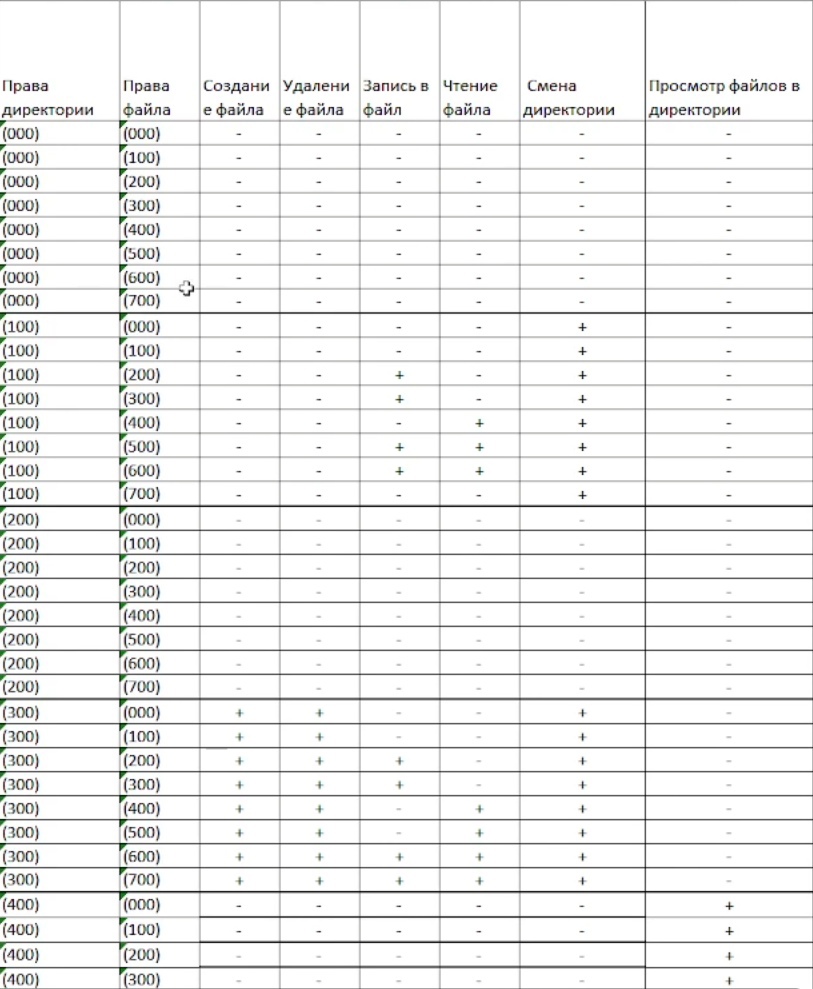 Права директории | Права файла | Создание файла | Удаление файла | Запись в файл | Чтение файла | Смена директории | Просмотр файлов в директории
(000) (000) - - - - - -
(000) (100) - - - - - -
(000) (200) - - - - - -
(000) (300) - - - - - -
(000) (400) - - - - - -
(000) (500) - - - - - -
(000) (600) - - - - - -
(000) (700) - - - - - -
(100) (000) - - - - + -
(100) (100) - - - - + -
(100) (200) - - + - + -
(100) (300) - - + - + -
(100) (400) - - - + + -
(100) (500) - - + + + -
(100) (600) - - + + + -
(100) (700) - - - - + -
(200) (000) - - - - - -
(200) (100) - - - - - -
(200) (200) - - - - - -
(200) (300) - - - - - -
(200) (400) - - - - - -
(200) (500) - - - - - -
(200) (600) - - - - - -
(200) (700) - - - - - -
(300) (000) + + - - + -
(300) (100) + + - - + -
(300) (200) + + + - + -
(300) (300) + + + - + -
(300) (400) + + - + + -
(300) (500) + + - + + -
(300) (600) + + + + + -
(300) (700) + + + + + -
(400) (000) - - - - - +
(400) (100) - - - - - +
(400) (200) - - - - - +
(400) (300) - - - - - +